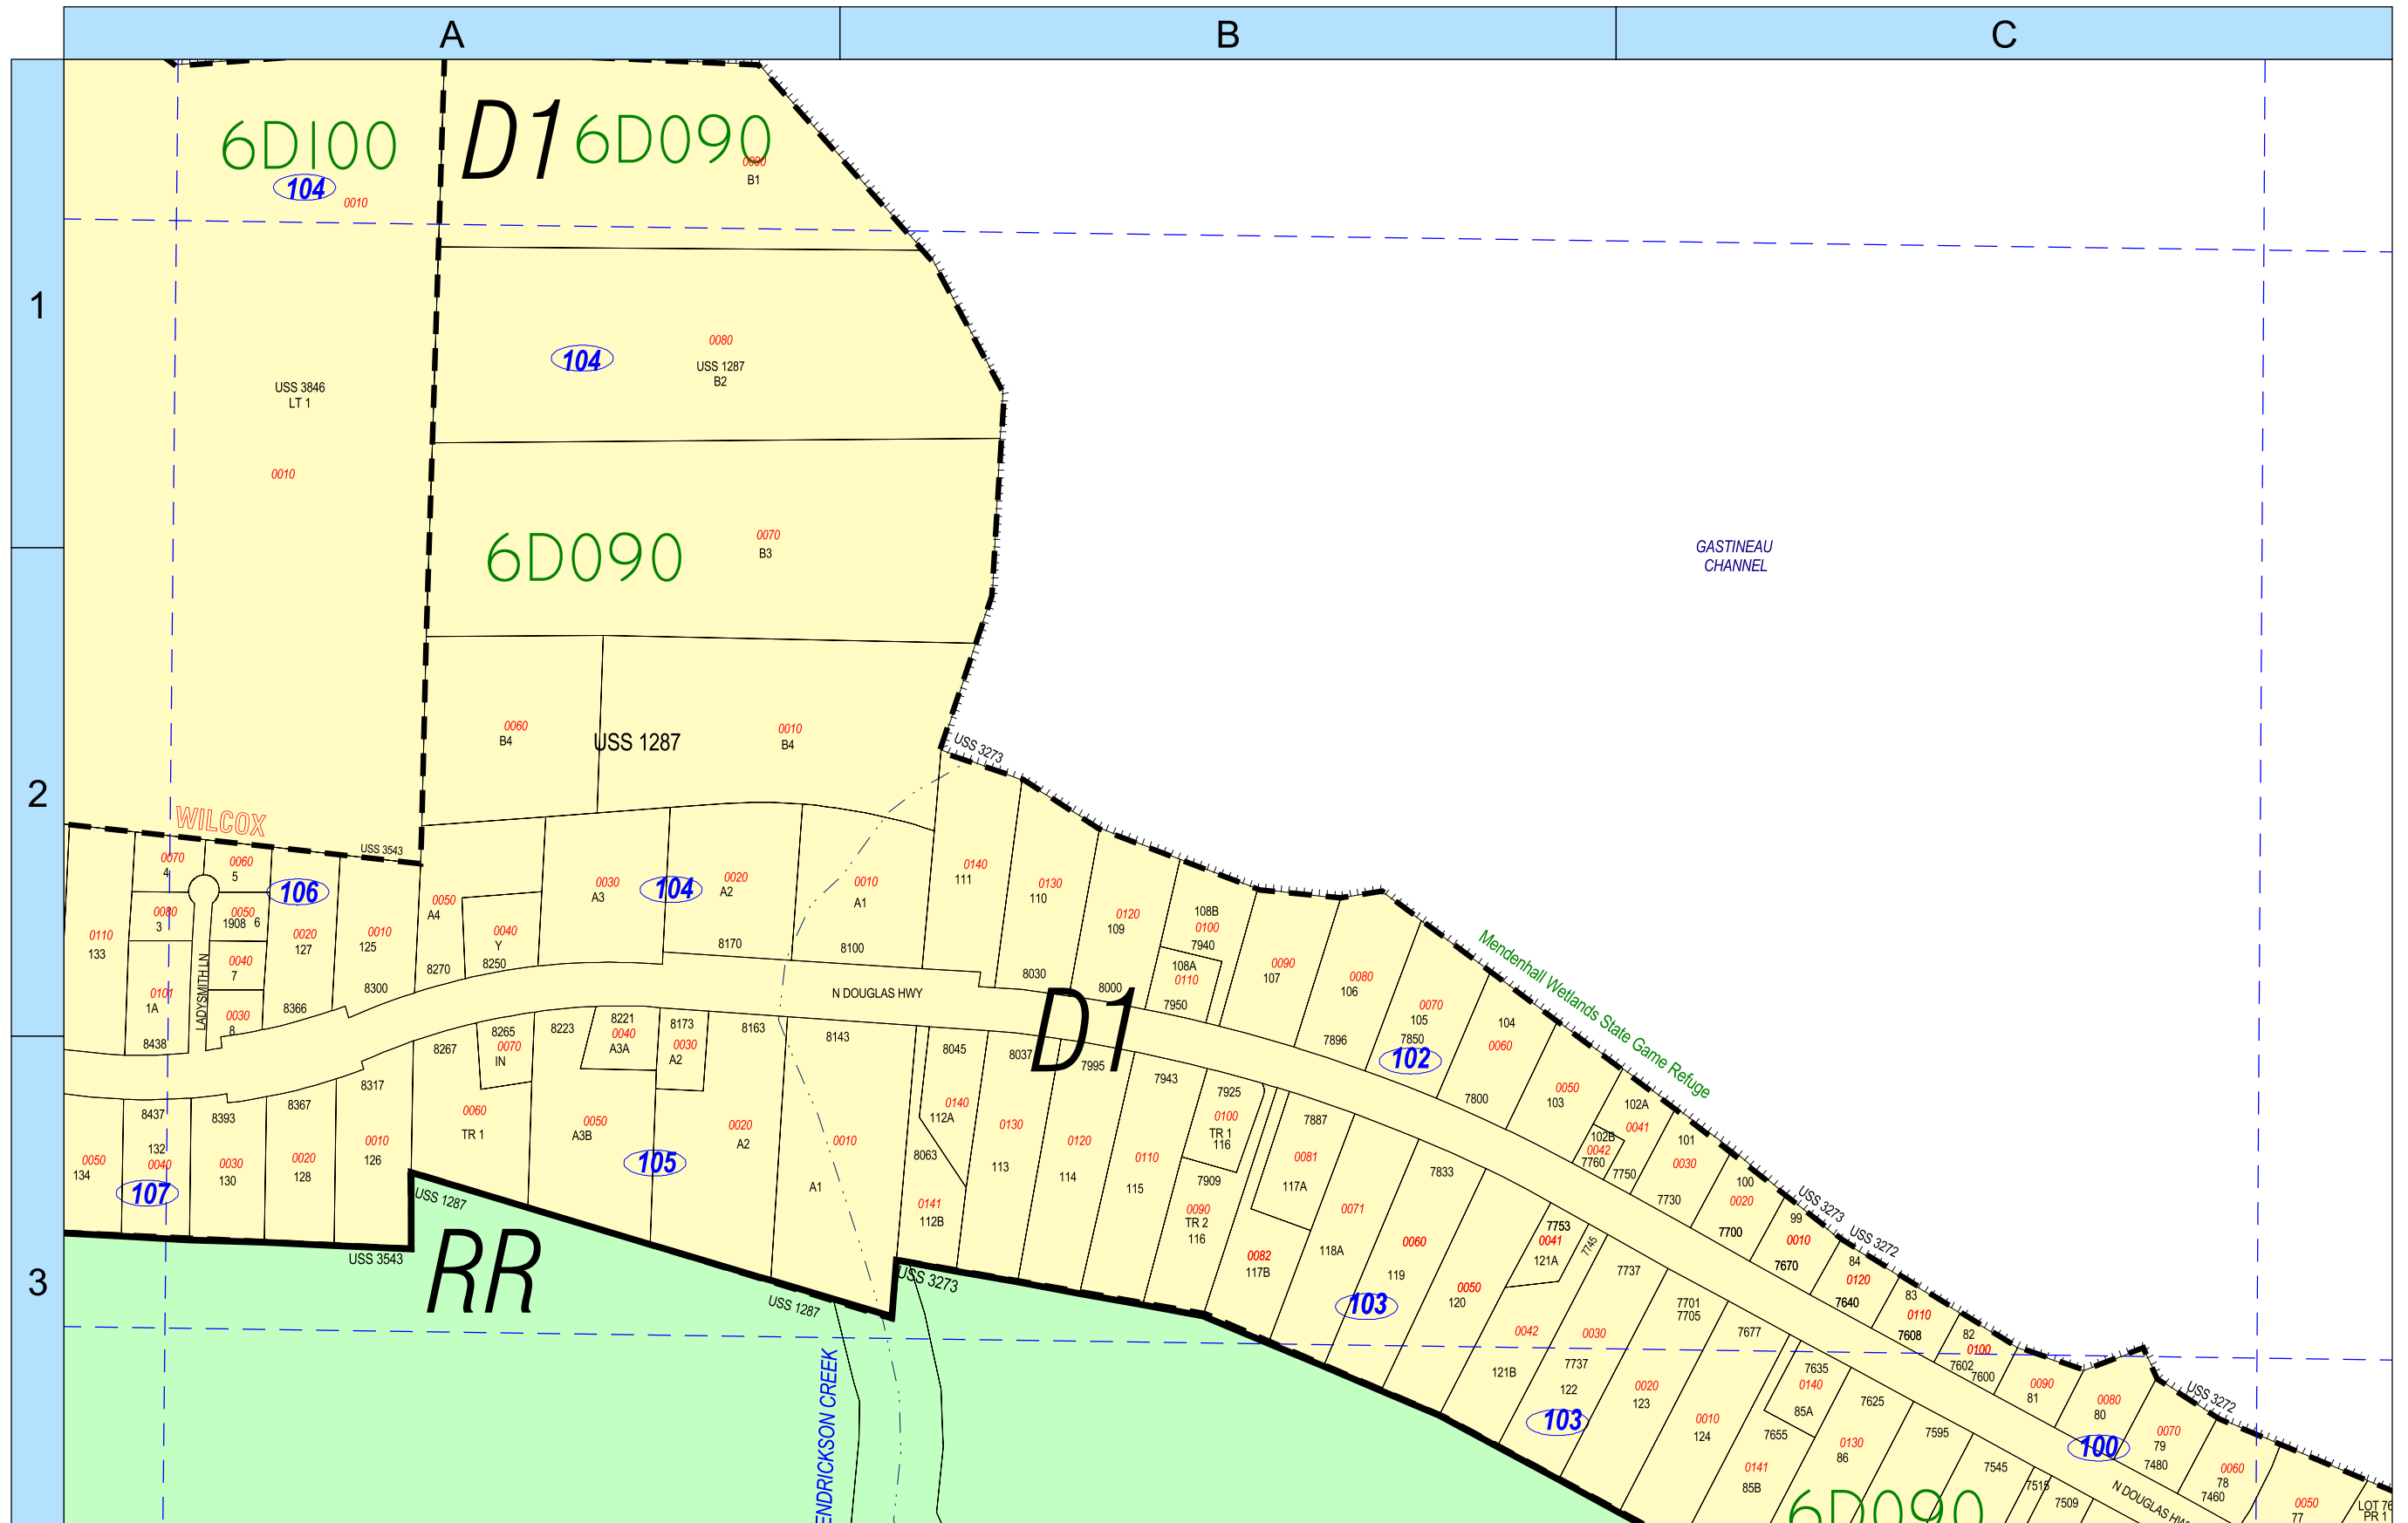 A
B
C
1
2
3
6D100
D1
6D090
0090
B1
104
0010
104
0080
USS 1287
B2
USS 3846
LT 1
0010
6D090
0070
B3
GASTINEAU
CHANNEL
0060
B4
USS 1287
0010
B4
USS 3273
WILCOX
USS 3543
0070
4
0060
5
106
0080
3
0050
1908 6
0020
127
0010
125
0110
133
0040
7
0101
1A
0030
8
LADYSMITH LN
8438
8366
8300
0050
A4
0040
Y
8270
8250
0030
A3
104
0020
A2
8170
0010
A1
8100
0140
111
0130
110
8030
0120
109
8000
108B
0100
7940
108A
0110
7950
0090
107
0080
106
7896
0070
105
7850
102
104
0060
7800
Mendenhall Wetlands State Game Refuge
0050
103
102A
0041
102B
0042
7760
7750
101
0030
7730
100
0020
7700
99
0010
7670
USS 3273
USS 3272
84
0120
7640
83
0110
7608
82
0100
7602
7600
0090
81
0080
80
100
0070
79
7480
USS 3272
0060
78
7460
0050
77
LOT 76
PR 1
N DOUGLAS HWY
D1
8437
132
0040
107
0050
134
8393
0030
130
8367
0020
128
8317
0010
126
8267
8265
0070
IN
0060
TR 1
8223
8221
0040
A3A
0050
A3B
8173
0030
A2
8163
0020
A2
105
8143
0010
A1
8045
0140
112A
8063
0141
112B
8037
0130
113
7995
0120
114
7943
0110
115
7925
0100
TR 1
116
7909
0090
TR 2
116
7887
0081
117A
0082
117B
0071
118A
103
7833
0060
119
0050
120
7753
0041
121A
7745
0042
121B
7737
0030
7737
122
103
7701
7705
0020
123
7677
0010
124
7635
0140
85A
7655
0141
85B
7625
0130
86
7595
7545
7515
7509
N DOUGLAS HWY
6D090
USS 1287
USS 3543
RR
USS 1287
USS 3273
ENDRICKSON CREEK